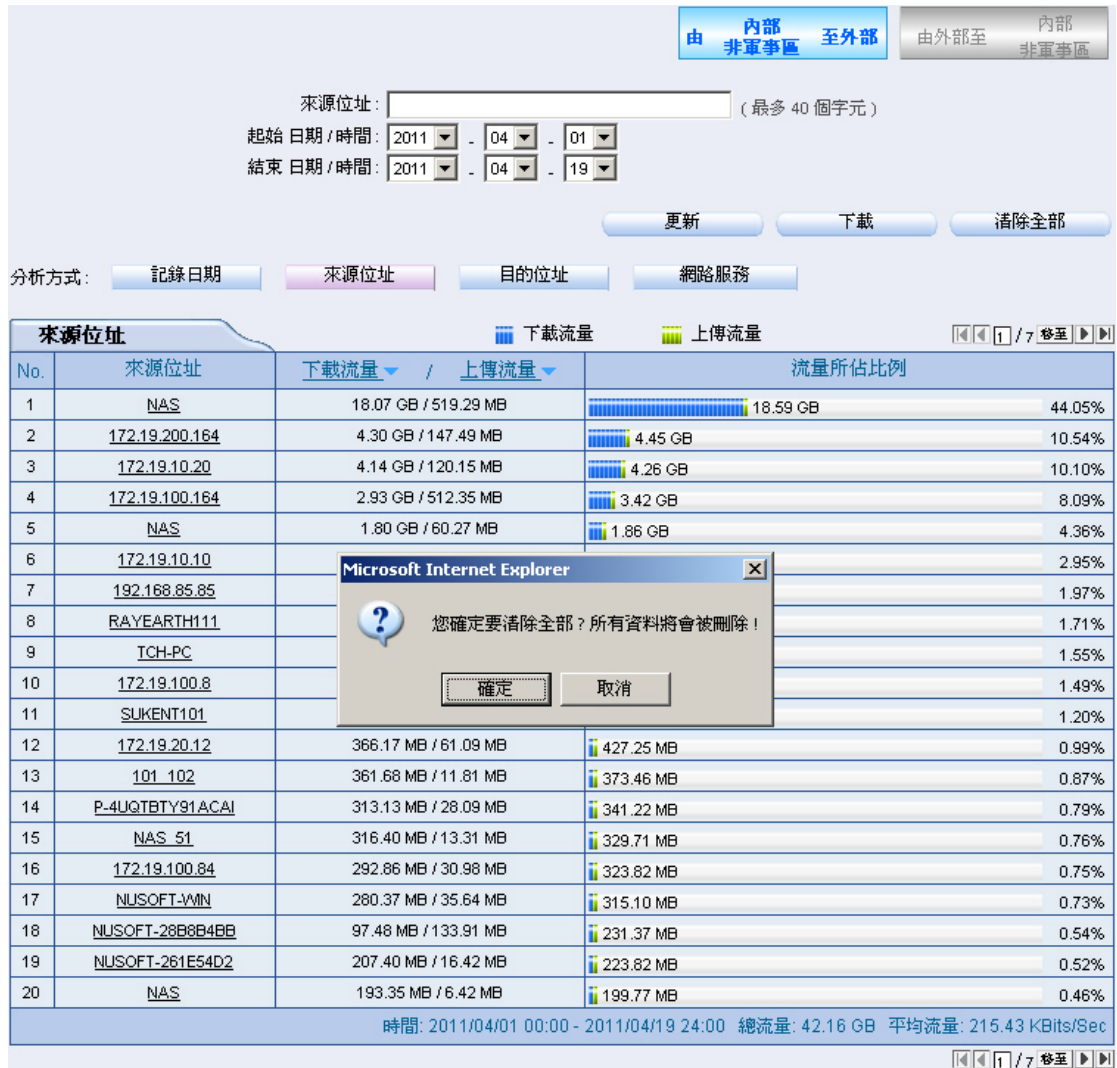 由 內部 非軍事區 至外部
由外部至 內部 非軍事區
來源位址 : ( 最多 40 個字元 )
起始 日期 / 時間 : 2011 - 04 - 01
結束 日期 / 時間 : 2011 - 04 - 19
更新 下載 清除全部
分析方式 : 記錄日期 來源位址 目的位址 網路服務
來源位址 下載流量 上傳流量 1 / 7 移至
No. 來源位址 下載流量 / 上傳流量 流量所佔比例
1 NAS 18.07 GB / 519.29 MB 18.59 GB 44.05%
2 172.19.200.164 4.30 GB / 147.49 MB 4.45 GB 10.54%
3 172.19.10.20 4.14 GB / 120.15 MB 4.26 GB 10.10%
4 172.19.100.164 2.93 GB / 512.35 MB 3.42 GB 8.09%
5 NAS 1.80 GB / 60.27 MB 1.86 GB 4.36%
6 172.19.10.10 2.95%
7 192.168.85.85 1.97%
8 RAYEARTH111 1.71%
9 TCH-PC 1.55%
10 172.19.100.8 1.49%
11 SUKENT101 1.20%
Microsoft Internet Explorer
您確定要清除全部？所有資料將會被刪除！
確定 取消
12 172.19.20.12 366.17 MB / 61.09 MB 427.25 MB 0.99%
13 101_102 361.68 MB / 11.81 MB 373.46 MB 0.87%
14 P-4UQTBTY91ACAI 313.13 MB / 28.09 MB 341.22 MB 0.79%
15 NAS_51 316.40 MB / 13.31 MB 329.71 MB 0.76%
16 172.19.100.84 292.86 MB / 30.98 MB 323.82 MB 0.75%
17 NUSOFT-WIN 280.37 MB / 35.64 MB 315.10 MB 0.73%
18 NUSOFT-28B8B4BB 97.48 MB / 133.91 MB 231.37 MB 0.54%
19 NUSOFT-261E54D2 207.40 MB / 16.42 MB 223.82 MB 0.52%
20 NAS 193.35 MB / 6.42 MB 199.77 MB 0.46%
時間: 2011/04/01 00:00 - 2011/04/19 24:00 總流量: 42.16 GB 平均流量: 215.43 KBits/Sec
1 / 7 移至